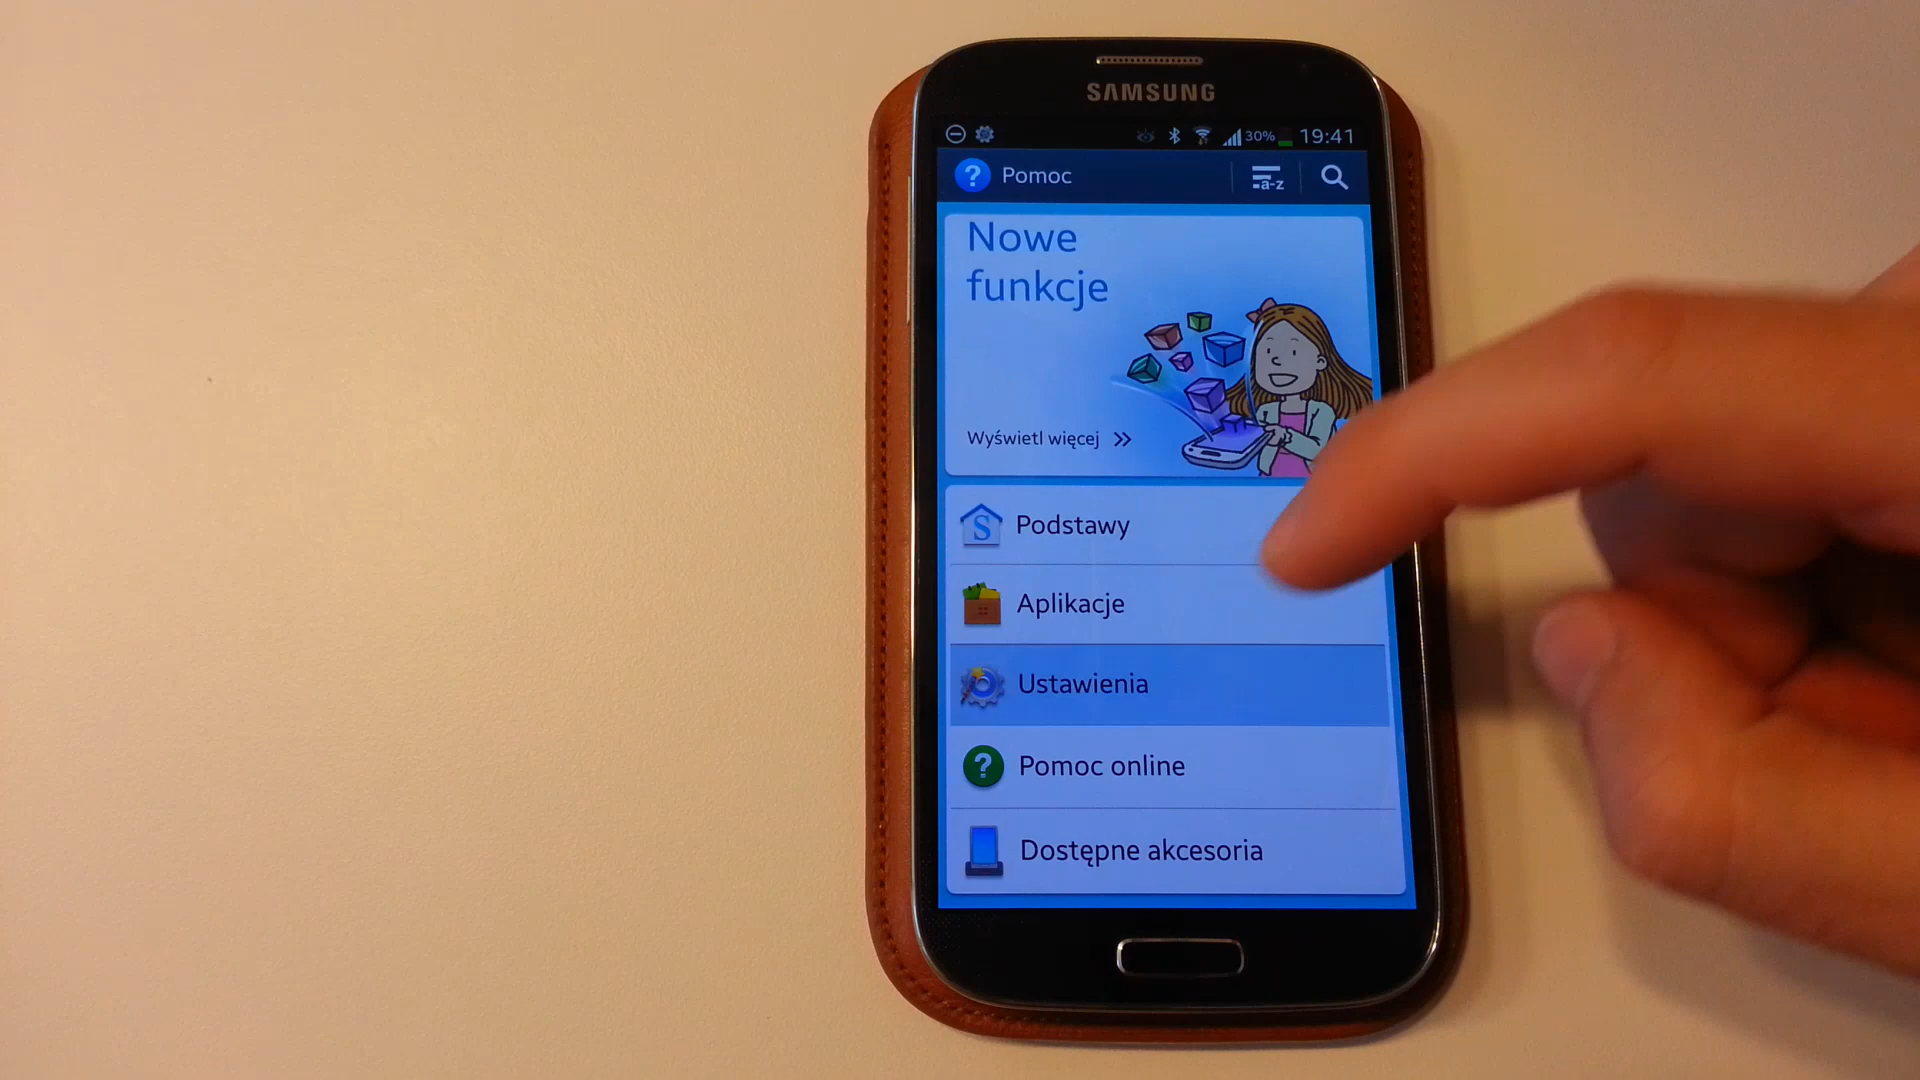 SAMSUNG
30% 19:41
? Pomoc a-z
Nowe
funkcje
Wyświetl więcej »
S Podstawy
Aplikacje
Ustawienia
? Pomoc online
Dostępne akcesoria